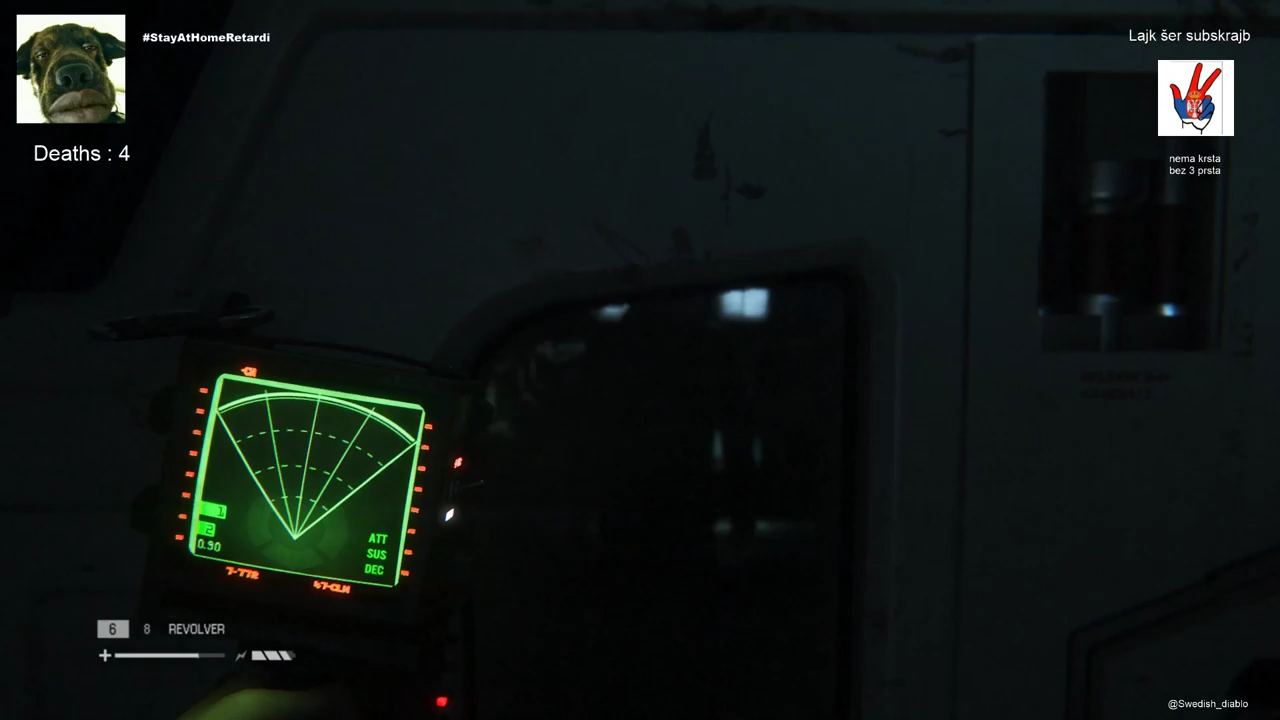 #StayAtHomeRetardi
Lajk šer subskrajb
Deaths : 4
nema krsta
bez 3 prsta
1
2
0.90
ATT
SUS
DEC
6 8 REVOLVER
@Swedish_diablo